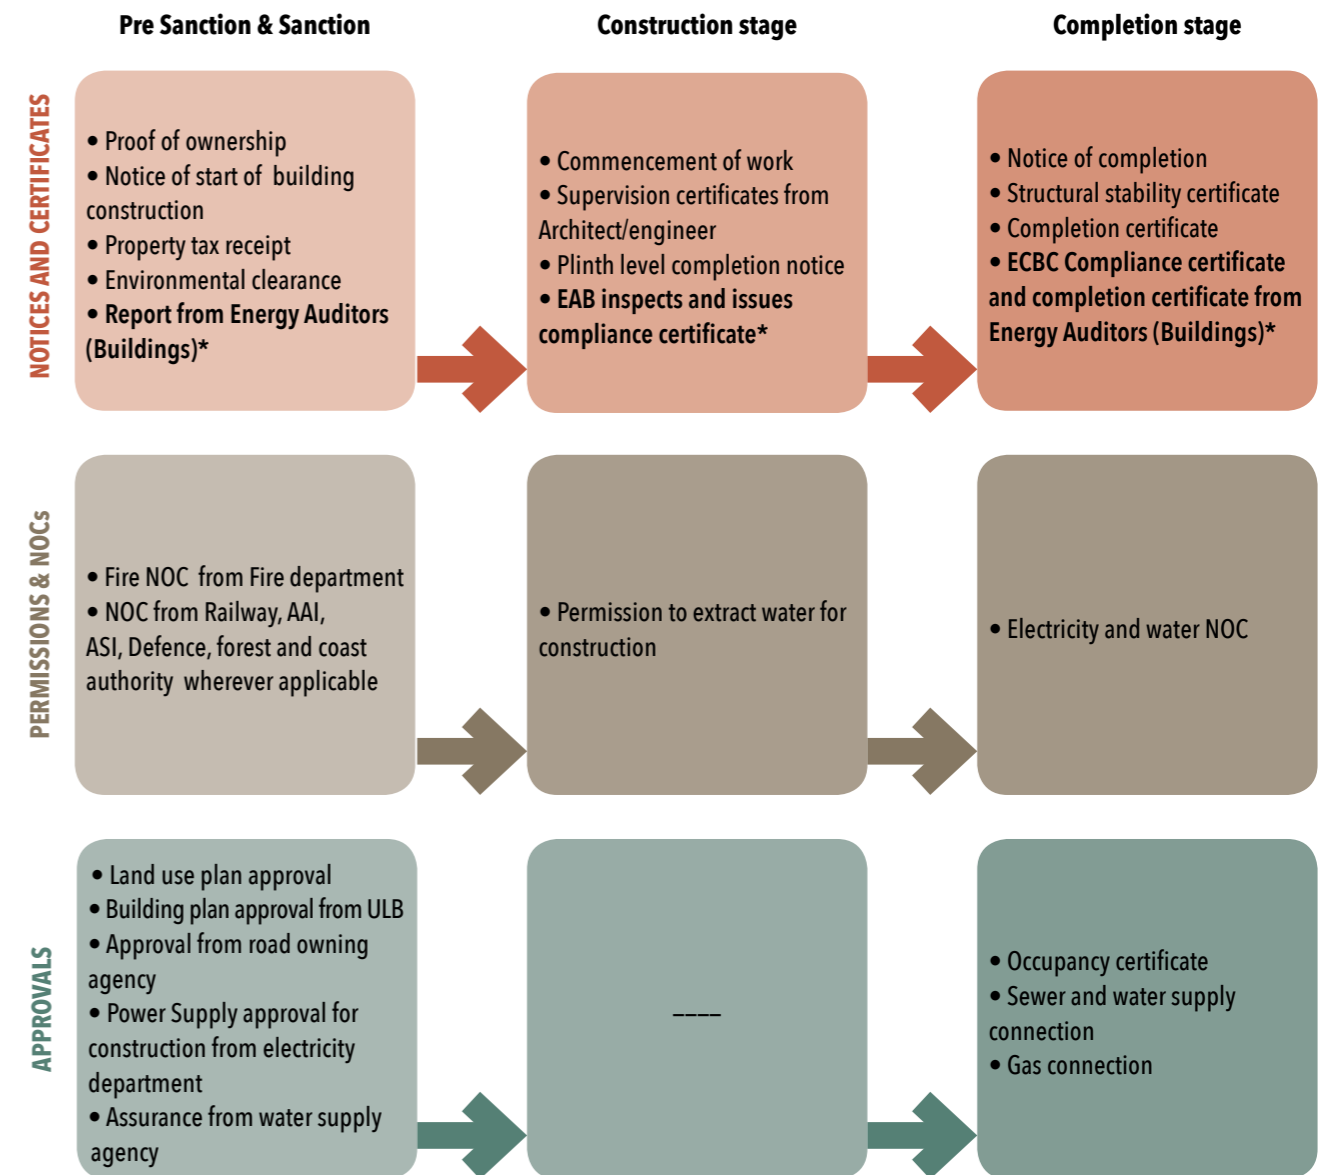 Pre Sanction & Sanction
Construction stage
Completion stage
NOTICES AND CERTIFICATES
• Proof of ownership
• Notice of start of building
construction
• Property tax receipt
• Environmental clearance
• Report from Energy Auditors
(Buildings)*
• Commencement of work
• Supervision certificates from
Architect/engineer
• Plinth level completion notice
• EAB inspects and issues
compliance certificate*
• Notice of completion
• Structural stability certificate
• Completion certificate
• ECBC Compliance certificate
and completion certificate from
Energy Auditors (Buildings)*
PERMISSIONS & NOCs
• Fire NOC from Fire department
• NOC from Railway, AAI,
ASI, Defence, forest and coast
authority wherever applicable
• Permission to extract water for
construction
• Electricity and water NOC
APPROVALS
• Land use plan approval
• Building plan approval from ULB
• Approval from road owning
agency
• Power Supply approval for
construction from electricity
department
• Assurance from water supply
agency
––––
• Occupancy certificate
• Sewer and water supply
connection
• Gas connection